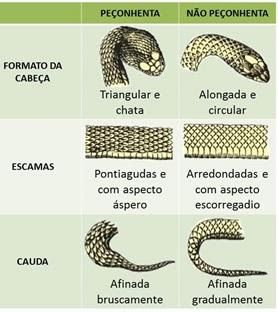 PEÇONHENTA
NÃO PEÇONHENTA
FORMATO DA
CABEÇA
Triangular e
chata
Alongada e
circular
ESCAMAS
Pontiagudas e
com aspecto
áspero
Arredondadas e
com aspecto
escorregadio
CAUDA
Afinada
bruscamente
Afinada
gradualmente